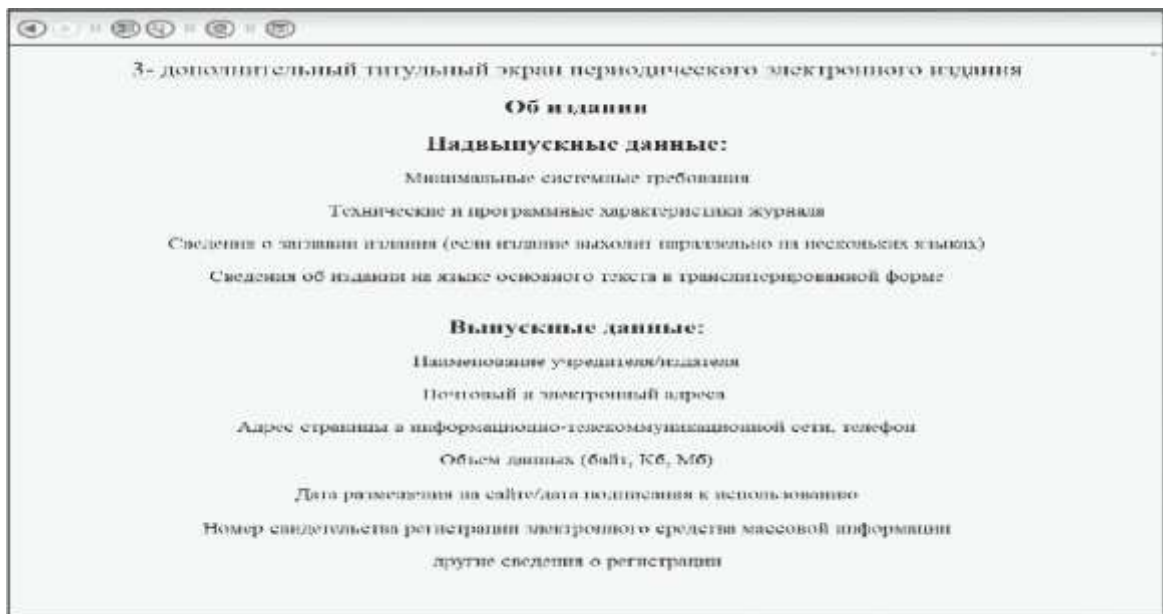 3- дополнительный титульный экран периодического электронного издания
Об издании
Надвыпускные данные:
Минимальные системные требования
Технические и программные характеристики журнала
Сведения о заглавии издания (если издание выходит параллельно на нескольких языках)
Сведения об издании на языке основного текста в транслитерированной форме
Выпускные данные:
Наименование учредителя/издателя
Почтовый и электронный адреса
Адрес страницы в информационно-телекоммуникационной сети, телефон
Объем данных (байт, Кб, Мб)
Дата размещения на сайте/дата подписания к использованию
Номер свидетельства регистрации электронного средства массовой информации
другие сведения о регистрации